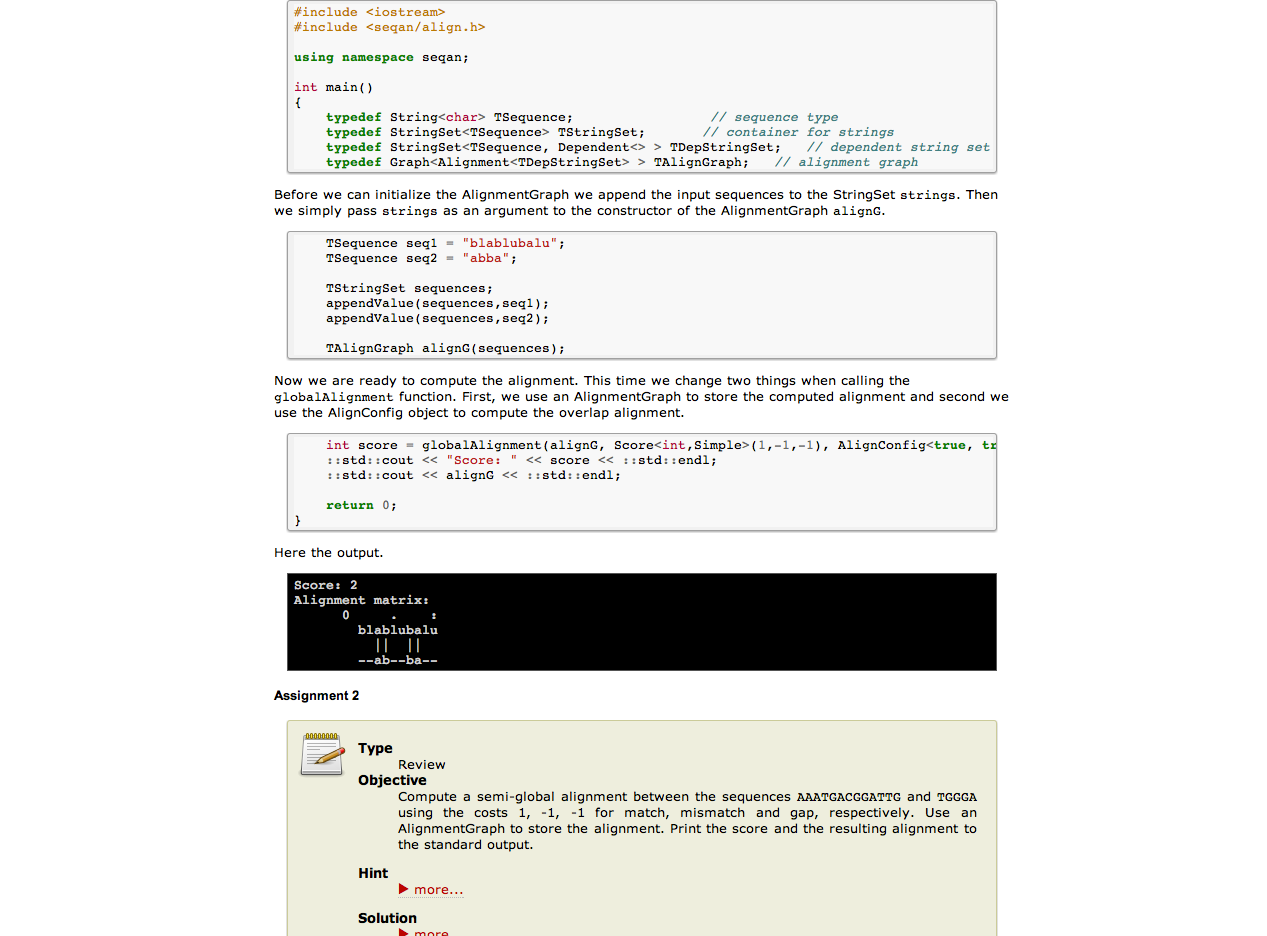 #include <iostream>
#include <seqan/align.h>
using namespace seqan;
int main()
{
typedef String<char> TSequence; // sequence type
typedef StringSet<TSequence> TStringSet; // container for strings
typedef StringSet<TSequence, Dependent<> > TDepStringSet; // dependent string set
typedef Graph<Alignment<TDepStringSet> > TAlignGraph; // alignment graph
Before we can initialize the AlignmentGraph we append the input sequences to the StringSet strings. Then
we simply pass strings as an argument to the constructor of the AlignmentGraph alignG.
TSequence seq1 = "blablubalu";
TSequence seq2 = "abba";
TStringSet sequences;
appendValue(sequences,seq1);
appendValue(sequences,seq2);
TAlignGraph alignG(sequences);
Now we are ready to compute the alignment. This time we change two things when calling the
globalAlignment function. First, we use an AlignmentGraph to store the computed alignment and second we
use the AlignConfig object to compute the overlap alignment.
int score = globalAlignment(alignG, Score<int,Simple>(1,-1,-1), AlignConfig<true, tr
::std::cout << "Score: " << score << ::std::endl;
::std::cout << alignG << ::std::endl;
return 0;
}
Here the output.
Score: 2
Alignment matrix:
0 . :
blablubalu
|| ||
--ab--ba--
Assignment 2
Type
Review
Objective
Compute a semi-global alignment between the sequences AAATGACGGATTG and TGGGA
using the costs 1, -1, -1 for match, mismatch and gap, respectively. Use an
AlignmentGraph to store the alignment. Print the score and the resulting alignment to
the standard output.
Hint
more...
Solution
more...